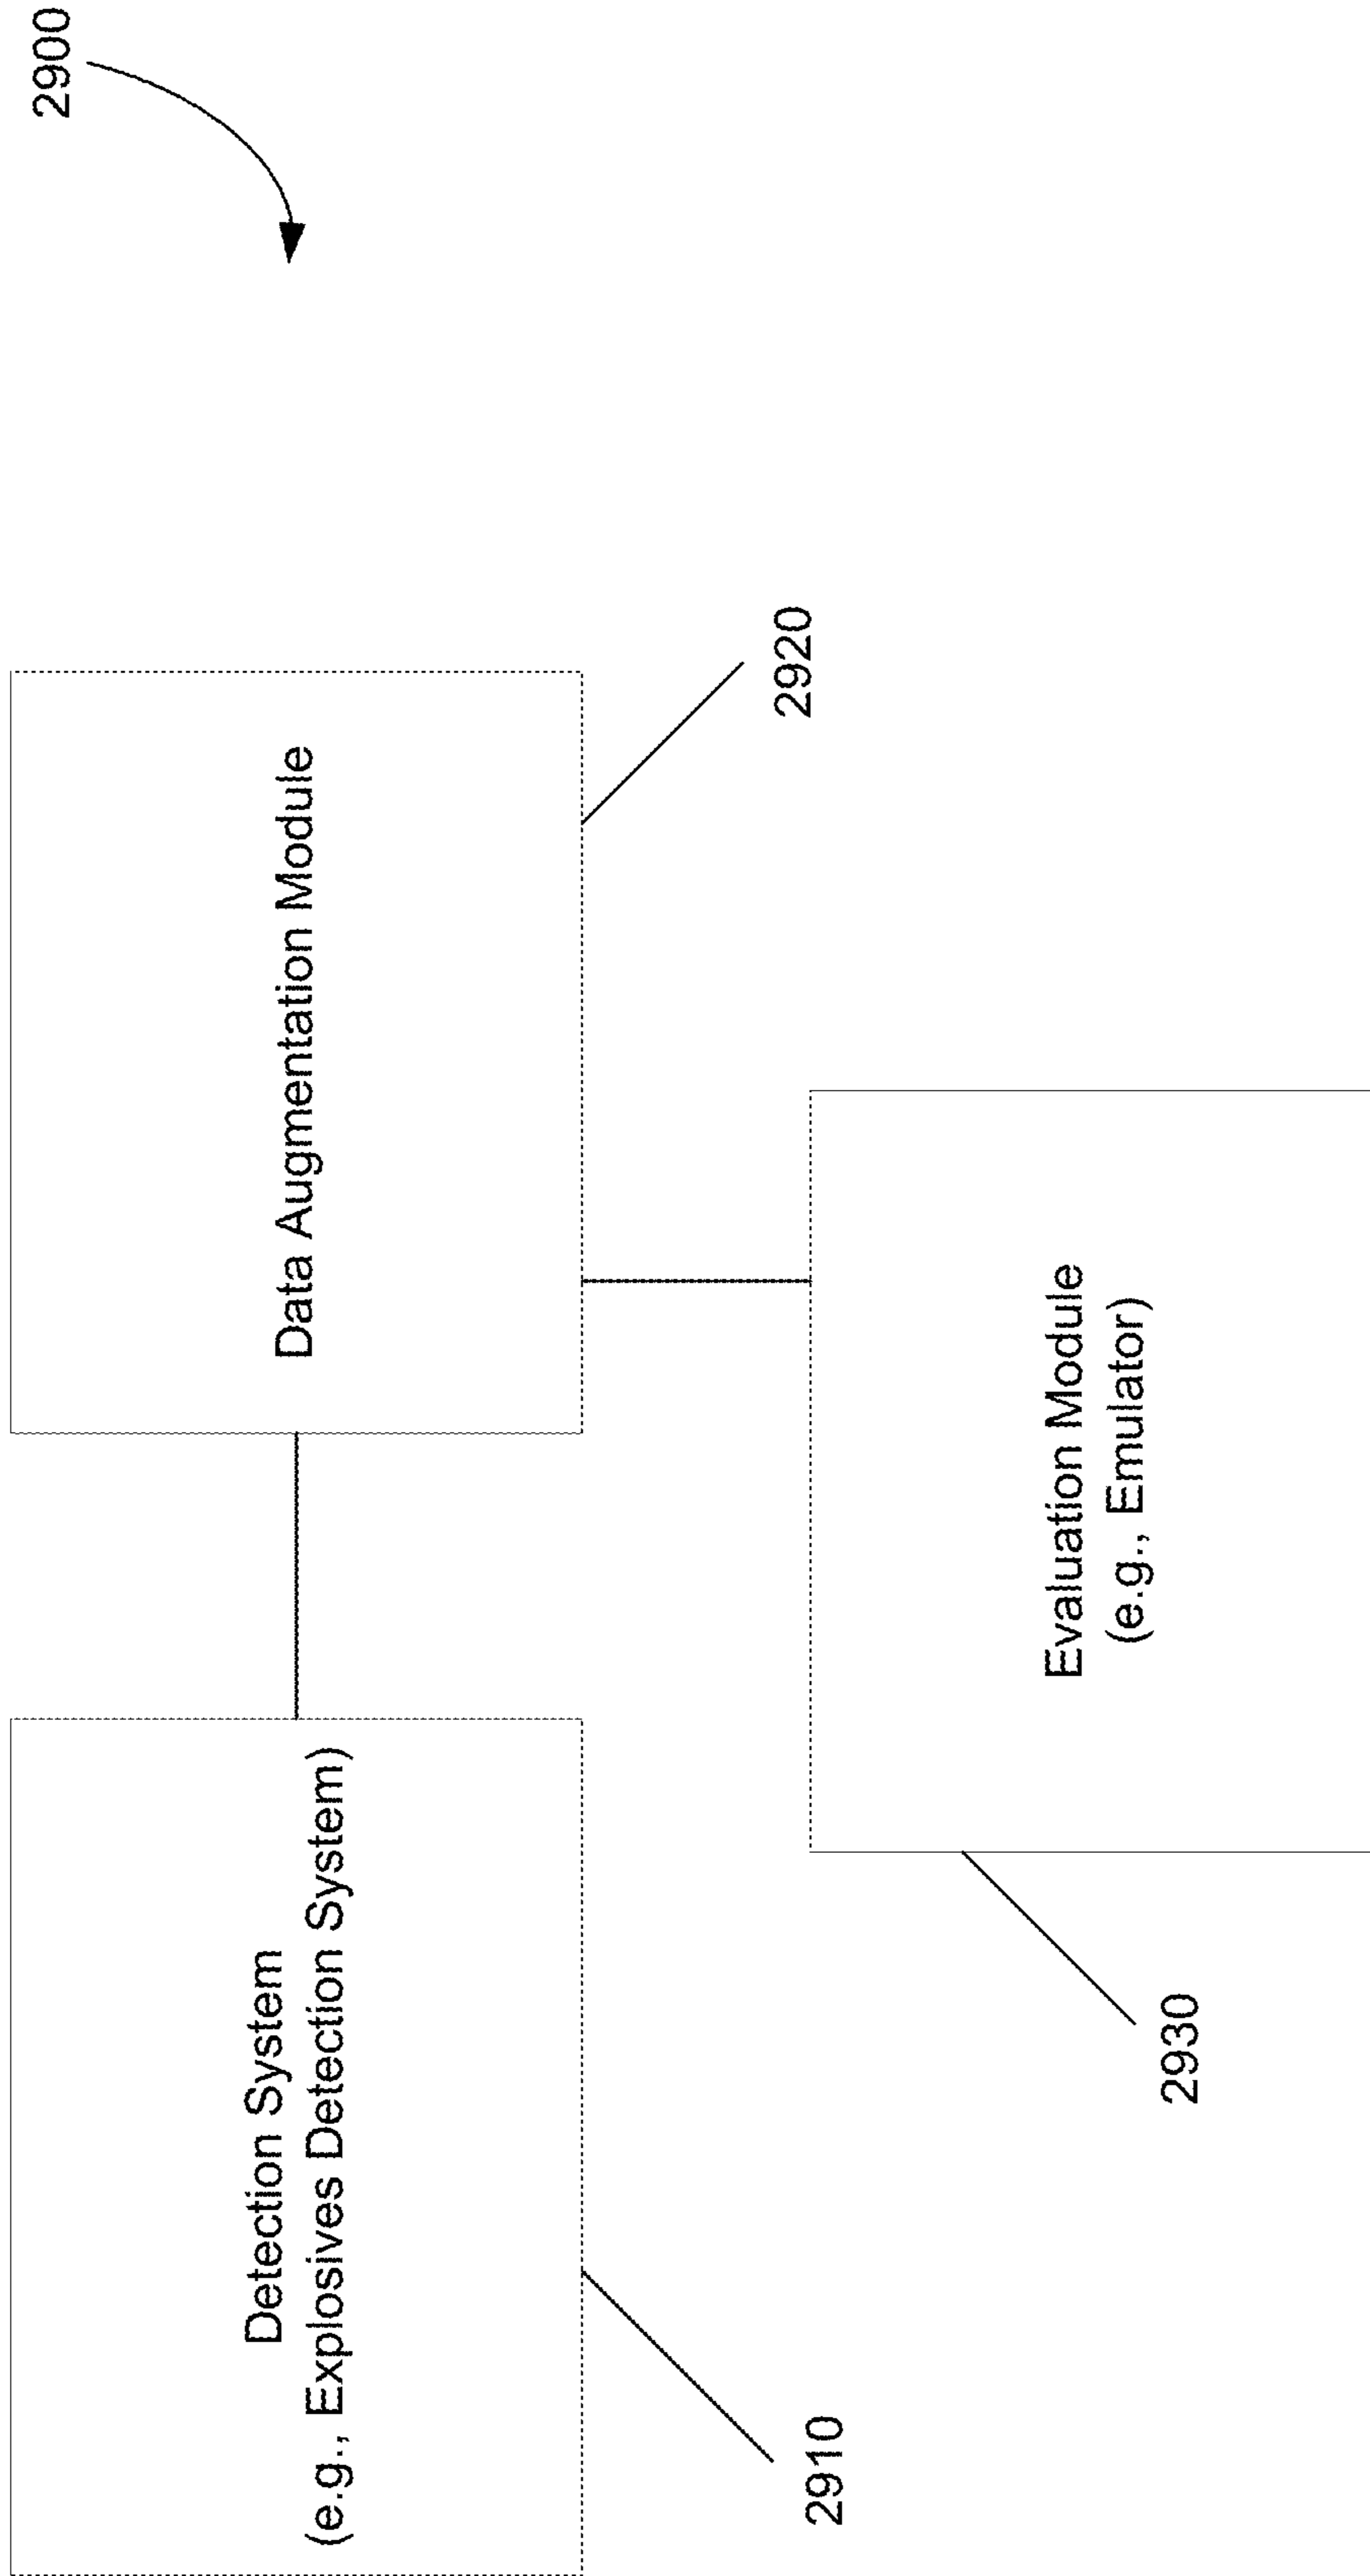 2900
Detection System
(e.g., Explosives Detection System)
Data Augmentation Module
2910
2920
Evaluation Module
(e.g., Emulator)
2930